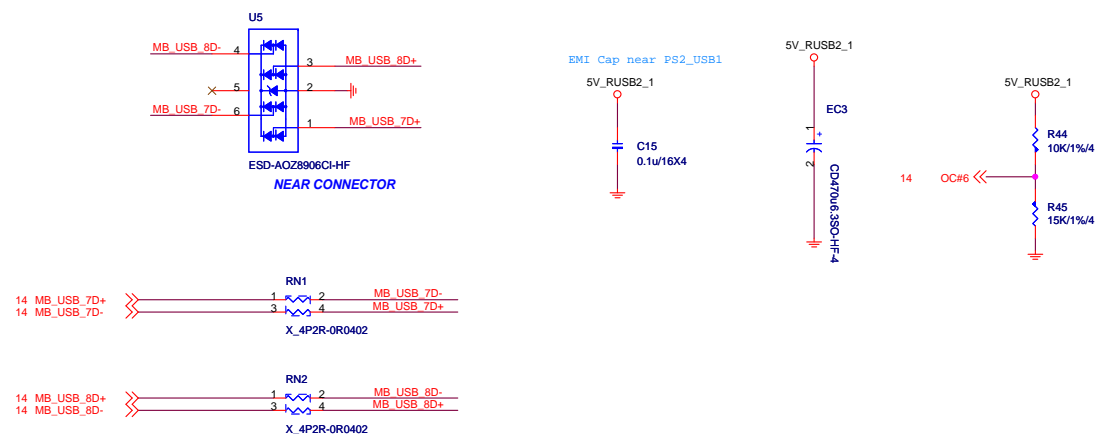 U5
MB_USB_8D- 4
3 MB_USB_8D+
5 2
MB_USB_7D- 6
1 MB_USB_7D+
ESD-AOZ8906CI-HF
NEAR CONNECTOR
EMI Cap near PS2_USB1
5V_RUSB2_1
C15
0.1u/16X4
5V_RUSB2_1
EC3
1
+
2
CD470u6.3SO-HF-4
5V_RUSB2_1
R44
10K/1%/4
14 OC#6
R45
15K/1%/4
RN1
14 MB_USB_7D+ 1 2 MB_USB_7D-
14 MB_USB_7D- 3 4 MB_USB_7D+
X_4P2R-0R0402
RN2
14 MB_USB_8D+ 1 2 MB_USB_8D-
14 MB_USB_8D- 3 4 MB_USB_8D+
X_4P2R-0R0402